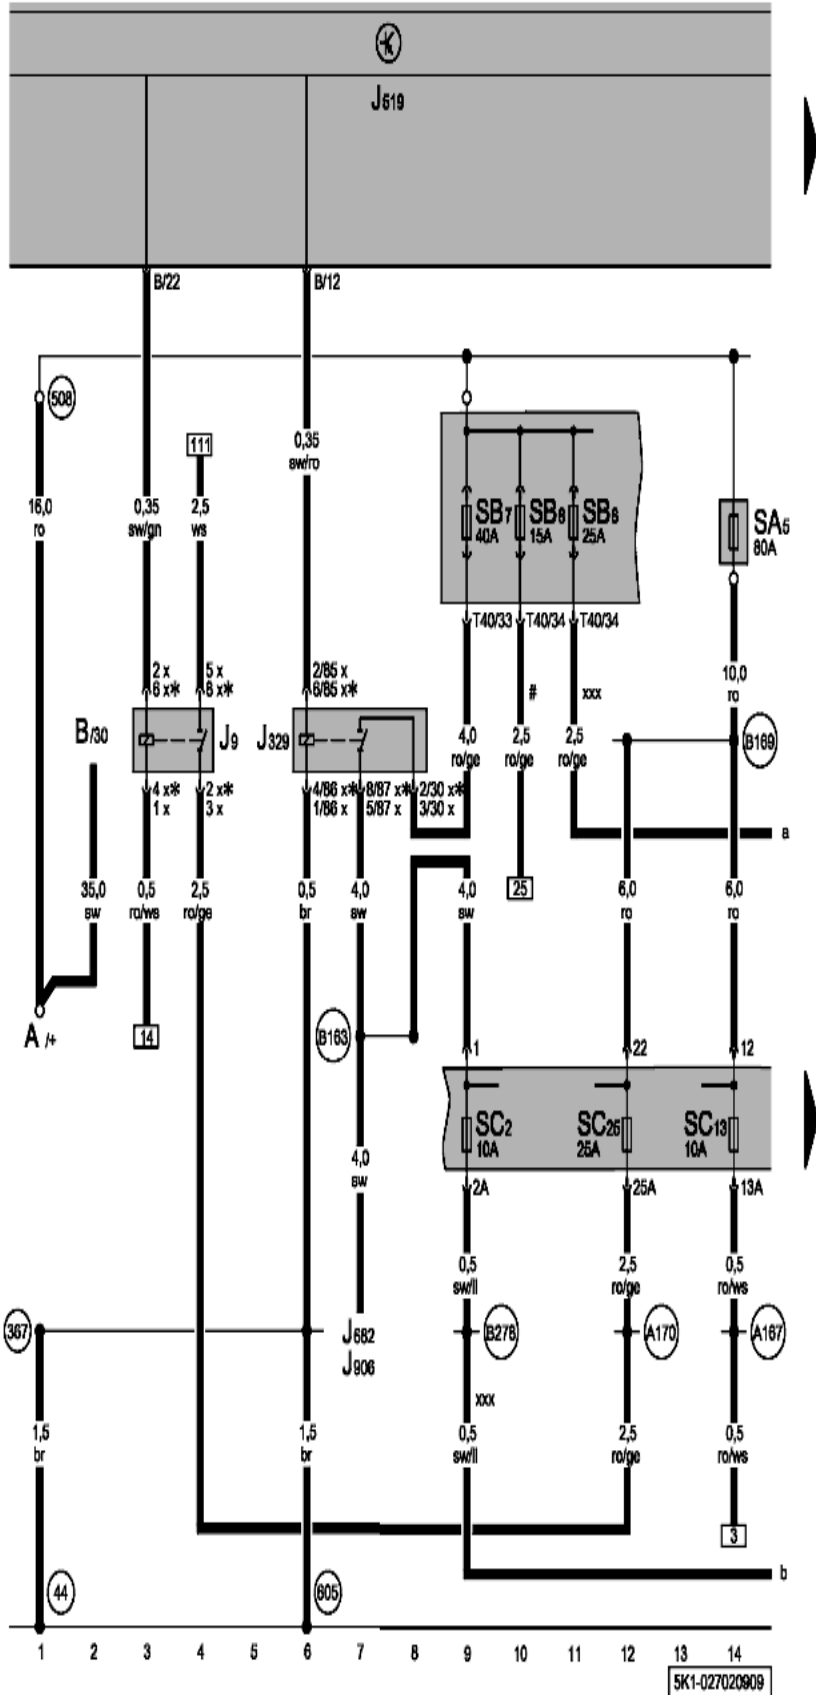 J519
B/22
B/12
508
111
0,35
sw/ro
16,0
ro
0,35
sw/gn
2,5
ws
SB7
40A
SB8
15A
SB6
25A
SA5
80A
T40/33
T40/34
T40/34
2 x
6 x*
5 x
8 x*
2/85 x
6/85 x*
#
xxx
10,0
ro
B/30
J9
J329
4,0
ro/ge
2,5
ro/ge
2,5
ro/ge
B169
4 x*
1 x
2 x*
3 x
4/86 x*
1/86 x
8/87 x*
5/87 x
2/30 x*
3/30 x
a
35,0
sw
0,5
ro/ws
2,5
ro/ge
0,5
br
4,0
sw
4,0
sw
25
6,0
ro
6,0
ro
A /+
14
B163
1
22
12
SC2
10A
SC25
25A
SC13
10A
4,0
sw
2A
25A
13A
0,5
sw/li
2,5
ro/ge
0,5
ro/ws
367
J682
J906
B278
A170
A167
xxx
1,5
br
1,5
br
0,5
sw/li
2,5
ro/ge
0,5
ro/ws
3
b
44
605
1 2 3 4 5 6 7 8 9 10 11 12 13 14
5K1-027020909